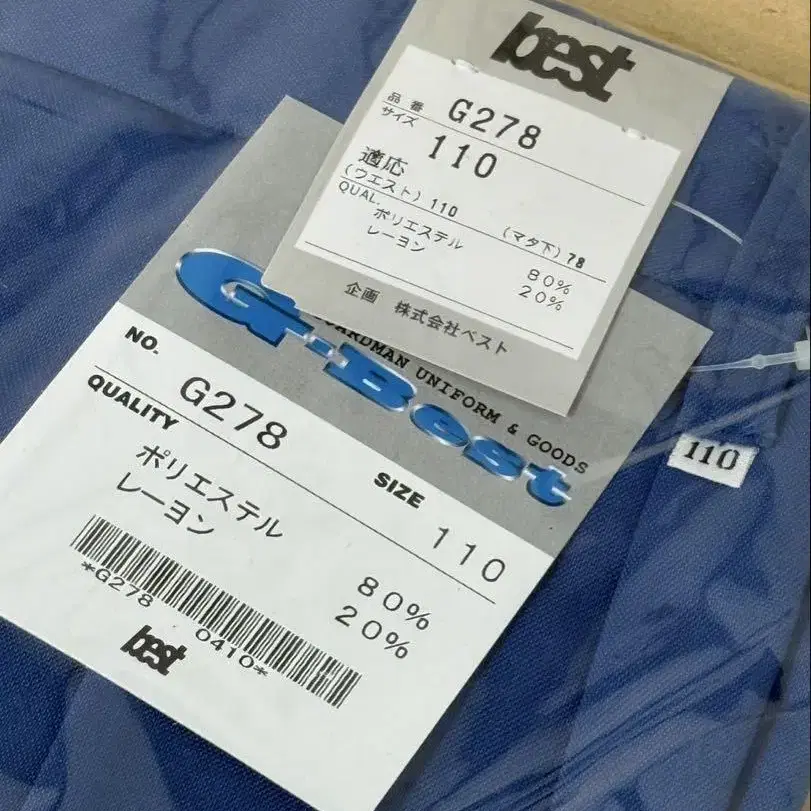 best
品番 G278
サイズ 110
適応
(ウエスト) 110 (マタ下) 78
QUAL.
ポリエステル 80%
レーヨン 20%
企画 株式会社ベスト
G-Best
GUARDMAN UNIFORM & GOODS
NO. G278
SIZE 110
QUALITY
ポリエステル 80%
レーヨン 20%
*G278 0410*
best
110